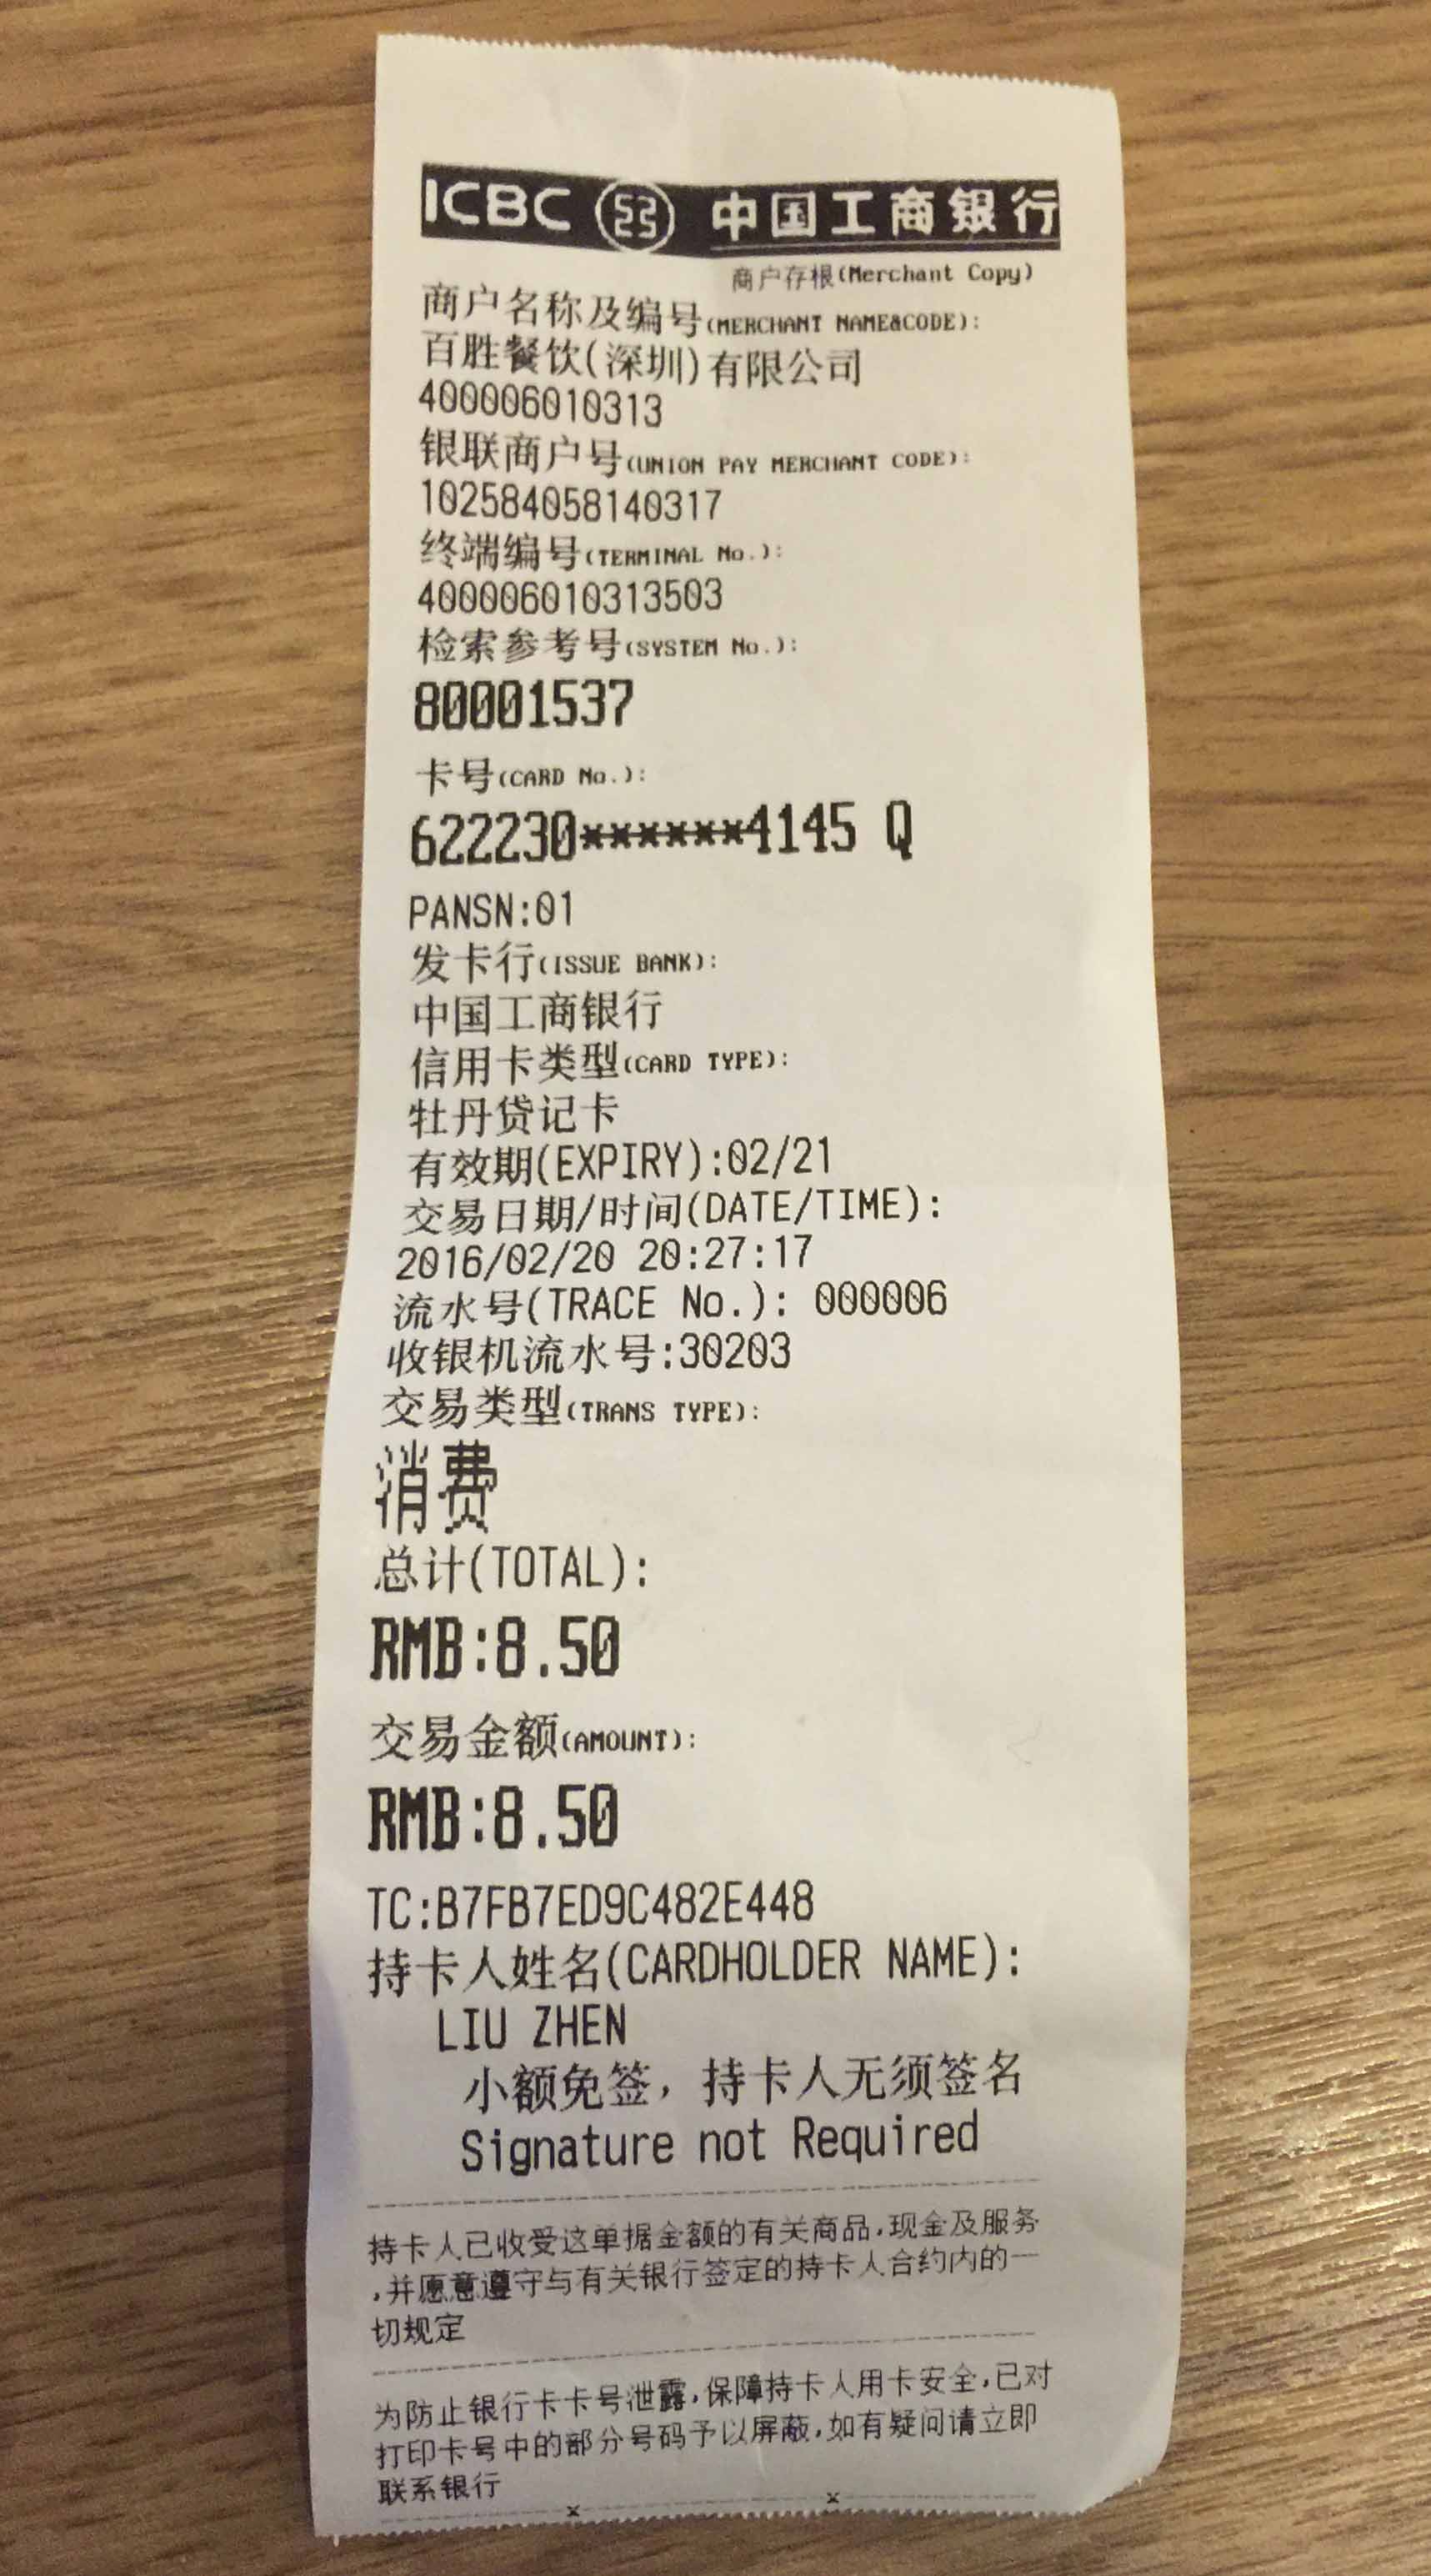 ICBC 中国工商银行
商户存根(Merchant Copy)
商户名称及编号(MERCHANT NAME&CODE):
百胜餐饮(深圳)有限公司
400006010313
银联商户号(UNION PAY MERCHANT CODE):
102584058140317
终端编号(TERMINAL No.):
400006010313503
检索参考号(SYSTEM No.):
80001537
卡号(CARD No.):
622230******4145 Q
PANSN:01
发卡行(ISSUE BANK):
中国工商银行
信用卡类型(CARD TYPE):
牡丹贷记卡
有效期(EXPIRY):02/21
交易日期/时间(DATE/TIME):
2016/02/20 20:27:17
流水号(TRACE No.): 000006
收银机流水号:30203
交易类型(TRANS TYPE):
消费
总计(TOTAL):
RMB:8.50
交易金额(AMOUNT):
RMB:8.50
TC:B7FB7ED9C482E448
持卡人姓名(CARDHOLDER NAME):
LIU ZHEN
小额免签，持卡人无须签名
Signature not Required
持卡人已收受这单据金额的有关商品,现金及服务
,并愿意遵守与有关银行签定的持卡人合约内的一
切规定
为防止银行卡卡号泄露,保障持卡人用卡安全,已对
打印卡号中的部分号码予以屏蔽,如有疑问请立即
联系银行